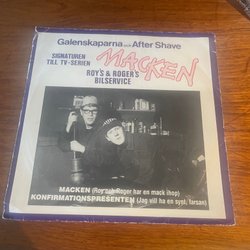 Galenskaparna och After Shave
SIGNATUREN
TILL TV-SERIEN
MACKEN
ROY'S & ROGER'S
BILSERVICE
MACKEN (Roy och Roger har en mack ihop)
KONFIRMATIONSPRESENTEN (Jag vill ha en synt, farsan)